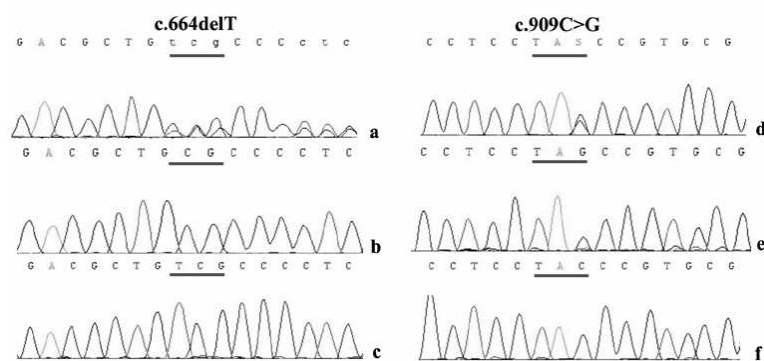 c.664delT
G A C G C T G t c g C C C c t c
a
G A C G C T G C G C C C C T C
b
G A C G C T G T C G C C C C T C
c
c.909C>G
C C T C C T A S C C G T G C G
d
C C T C C T A G C C G T G C G
e
C C T C C T A C C C G T G C G
f